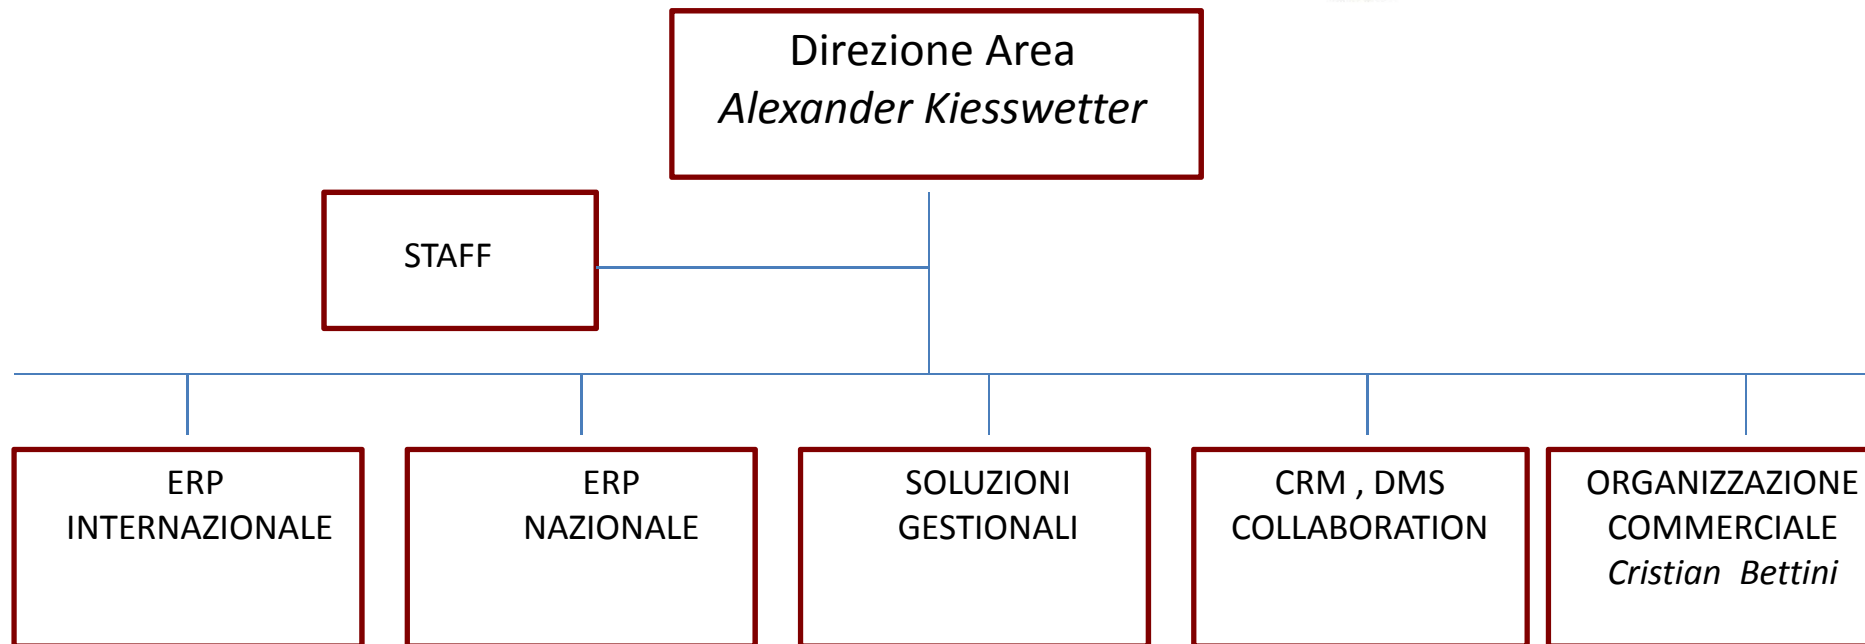 Direzione Area
Alexander Kiesswetter
STAFF
ERP
INTERNAZIONALE
ERP
NAZIONALE
SOLUZIONI
GESTIONALI
CRM , DMS
COLLABORATION
ORGANIZZAZIONE
COMMERCIALE
Cristian Bettini